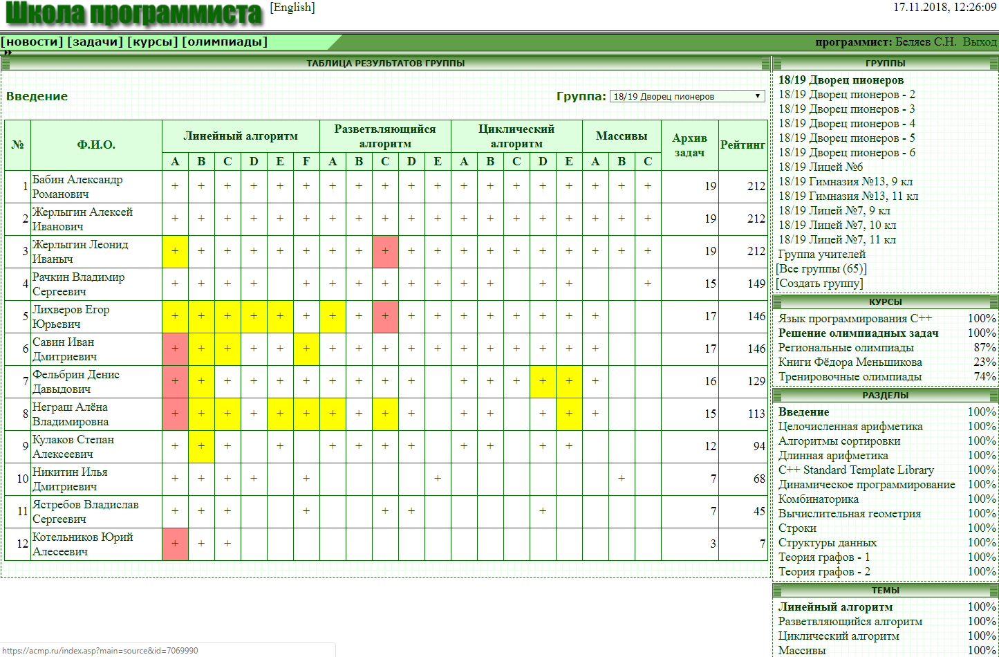 Школа программиста [English] 17.11.2018, 12:26:09
[новости] [задачи] [курсы] [олимпиады] программист: Беляев С.Н. Выход
ТАБЛИЦА РЕЗУЛЬТАТОВ ГРУППЫ
Введение Группа: 18/19 Дворец пионеров
№ Ф.И.О. Линейный алгоритм Разветвляющийся алгоритм Циклический алгоритм Массивы Архив задач Рейтинг
A B C D E F A B C D E A B C D E A B C
1 Бабин Александр Романович + + + + + + + + + + + + + + + + + + + 19 212
2 Жерлыгин Алексей Иванович + + + + + + + + + + + + + + + + + + + 19 212
3 Жерлыгин Леонид Иваныч + + + + + + + + + + + + + + + + + + + 19 212
4 Рачкин Владимир Сергеевич + + + + + + + + + + + + + + + 15 149
5 Лихверов Егор Юрьевич + + + + + + + + + + + + + + + + + 17 146
6 Савин Иван Дмитриевич + + + + + + + + + + + + + + + + + 17 146
7 Фельбрин Денис Давыдович + + + + + + + + + + + + + + + + 16 129
8 Неграш Алёна Владимировна + + + + + + + + + + + + + + 15 113
9 Кулаков Степан Алексеевич + + + + + + + + + + + + 12 94
10 Никитин Илья Дмитриевич + + + + + + + 7 68
11 Ястребов Владислав Сергеевич + + + + + + + 7 45
12 Котельников Юрий Алесеевич + + + 3 7
ГРУППЫ
18/19 Дворец пионеров
18/19 Дворец пионеров - 2
18/19 Дворец пионеров - 3
18/19 Дворец пионеров - 4
18/19 Дворец пионеров - 5
18/19 Дворец пионеров - 6
18/19 Лицей №6
18/19 Гимназия №13, 9 кл
18/19 Гимназия №13, 11 кл
18/19 Лицей №7, 9 кл
18/19 Лицей №7, 10 кл
18/19 Лицей №7, 11 кл
Группа учителей
[Все группы (65)]
[Создать группу]
КУРСЫ
Язык программирования C++ 100%
Решение олимпиадных задач 100%
Региональные олимпиады 87%
Книги Фёдора Меньшикова 23%
Тренировочные олимпиады 74%
РАЗДЕЛЫ
Введение 100%
Целочисленная арифметика 100%
Алгоритмы сортировки 100%
Длинная арифметика 100%
C++ Standard Template Library 100%
Динамическое программирование 100%
Комбинаторика 100%
Вычислительная геометрия 100%
Строки 100%
Структуры данных 100%
Теория графов - 1 100%
Теория графов - 2 100%
ТЕМЫ
Линейный алгоритм 100%
Разветвляющийся алгоритм 100%
Циклический алгоритм 100%
Массивы 100%
https://acmp.ru/index.asp?main=source&id=7069990